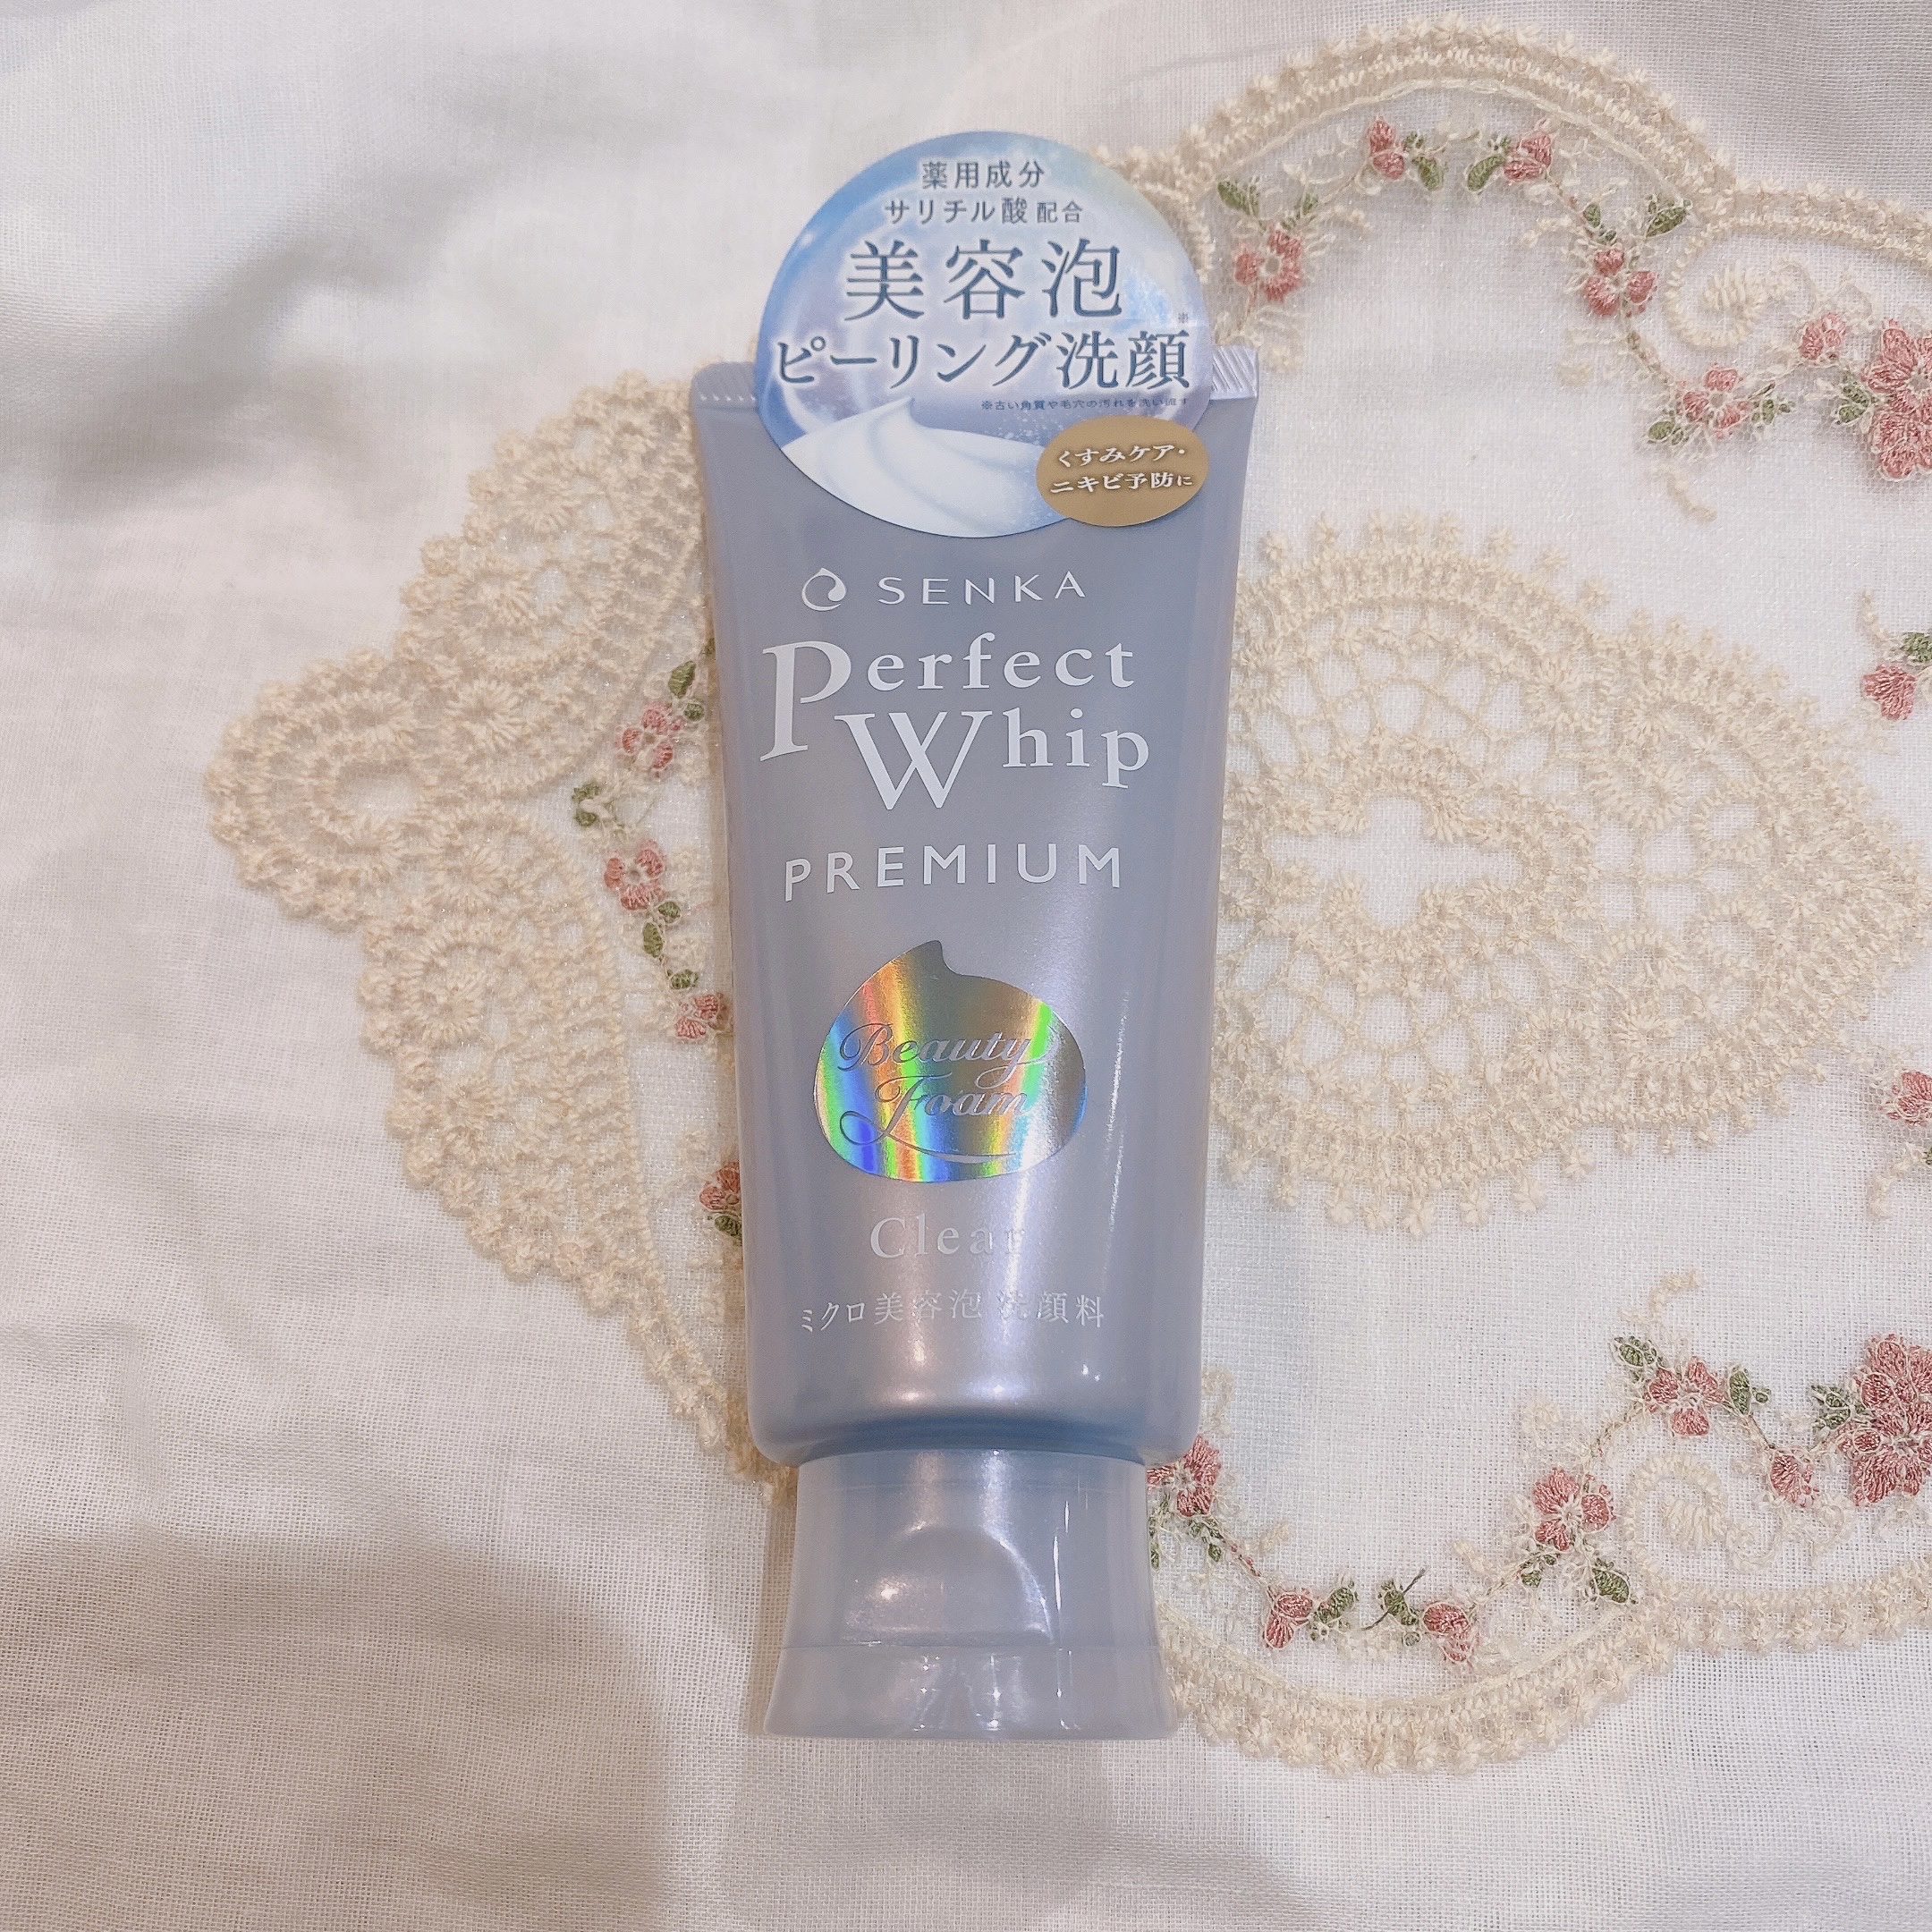 薬用成分
サリチル酸 配合
美容泡
ピーリング洗顔※
※古い角質や毛穴の汚れを洗い流す
くすみケア・
ニキビ予防に
SENKA
Perfect
Whip
PREMIUM
Beauty
Foam
Clear
ミクロ美容泡 洗顔料